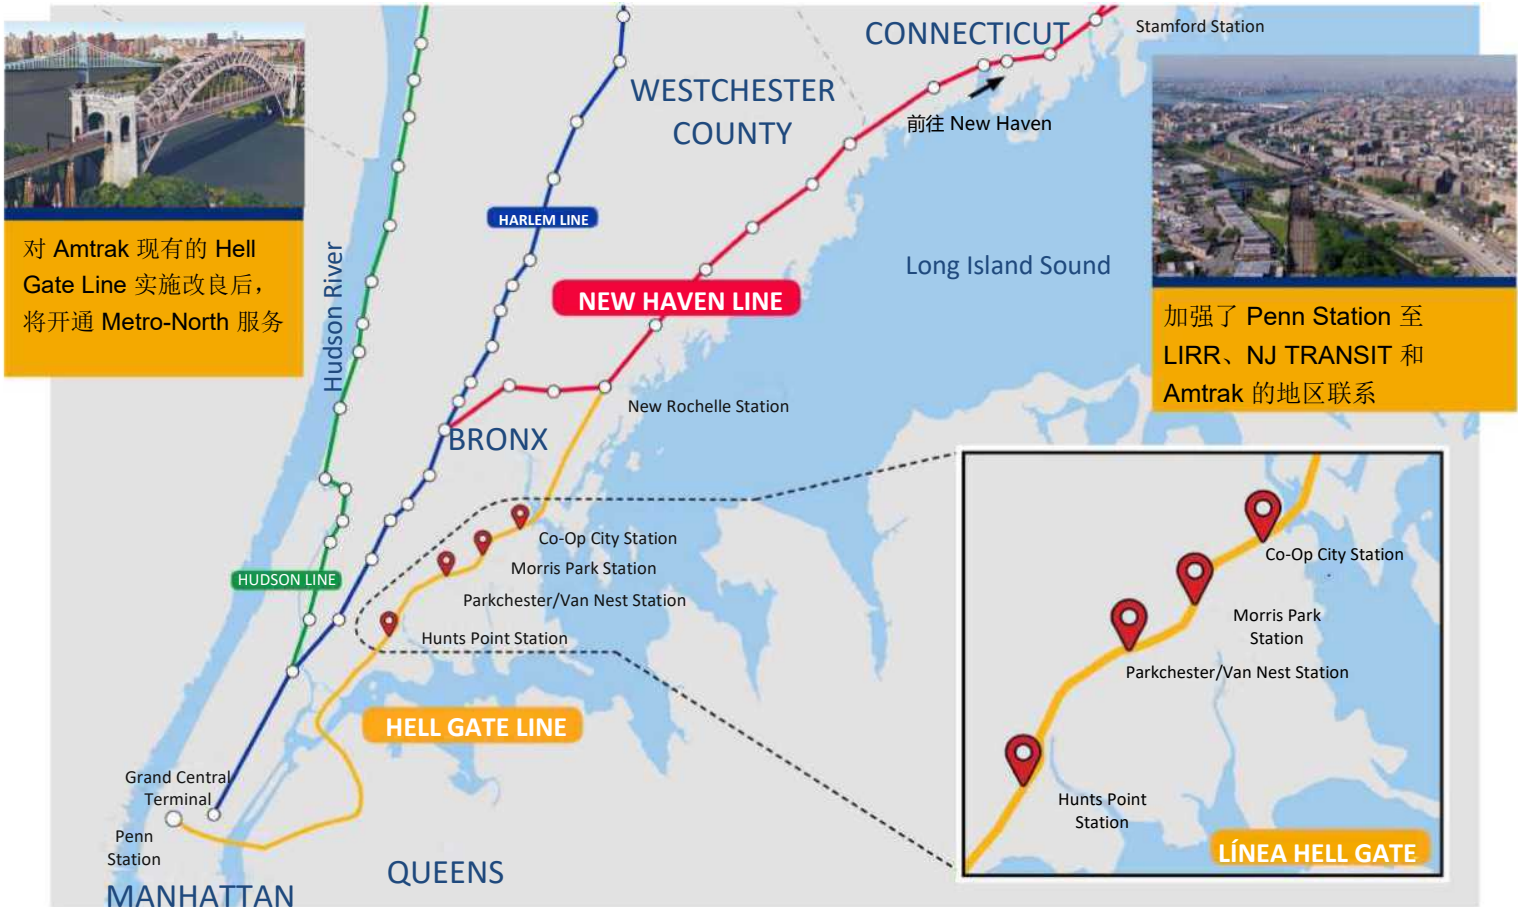 CONNECTICUT
Stamford Station
WESTCHESTER
COUNTY
前往 New Haven
HARLEM LINE
对 Amtrak 现有的 Hell
Gate Line 实施改良后，
将开通 Metro-North 服务
Hudson River
Long Island Sound
NEW HAVEN LINE
加强了 Penn Station 至
LIRR、NJ TRANSIT 和
Amtrak 的地区联系
New Rochelle Station
BRONX
Co-Op City Station
Morris Park Station
HUDSON LINE
Parkchester/Van Nest Station
Hunts Point Station
HELL GATE LINE
Grand Central
Terminal
Penn
Station
QUEENS
MANHATTAN
Co-Op City Station
Morris Park
Station
Parkchester/Van Nest Station
Hunts Point
Station
LÍNEA HELL GATE